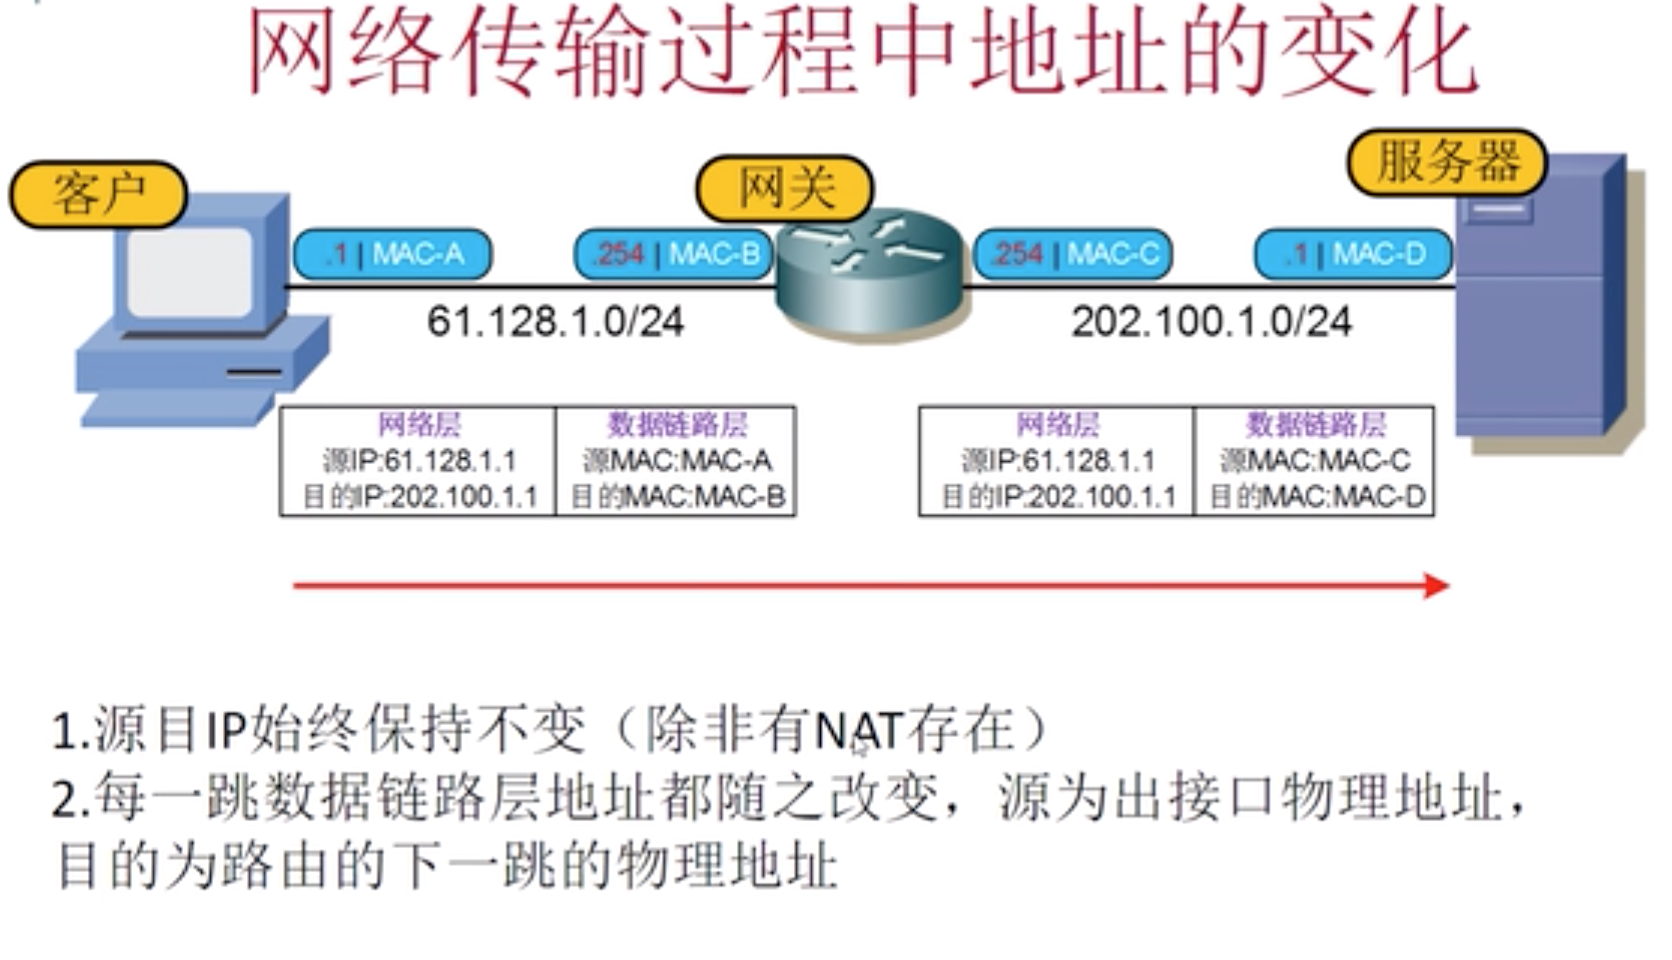 网络传输过程中地址的变化
客户
网关
服务器
.1 | MAC-A
.254 | MAC-B
.254 | MAC-C
.1 | MAC-D
61.128.1.0/24
202.100.1.0/24
网络层
源IP:61.128.1.1
目的IP:202.100.1.1
数据链路层
源MAC:MAC-A
目的MAC:MAC-B
网络层
源IP:61.128.1.1
目的IP:202.100.1.1
数据链路层
源MAC:MAC-C
目的MAC:MAC-D
1.源目IP始终保持不变（除非有NAT存在）
2.每一跳数据链路层地址都随之改变，源为出接口物理地址，
目的为路由的下一跳的物理地址